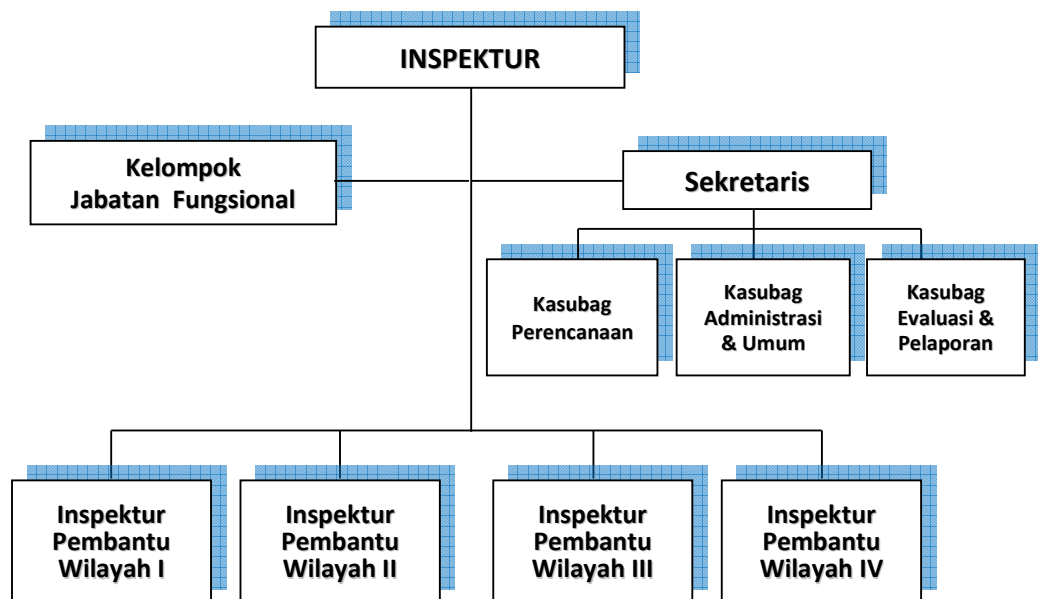 INSPEKTUR
Kelompok
Jabatan Fungsional
Sekretaris
Kasubag
Perencanaan
Kasubag
Administrasi
& Umum
Kasubag
Evaluasi &
Pelaporan
Inspektur
Pembantu
Wilayah I
Inspektur
Pembantu
Wilayah II
Inspektur
Pembantu
Wilayah III
Inspektur
Pembantu
Wilayah IV